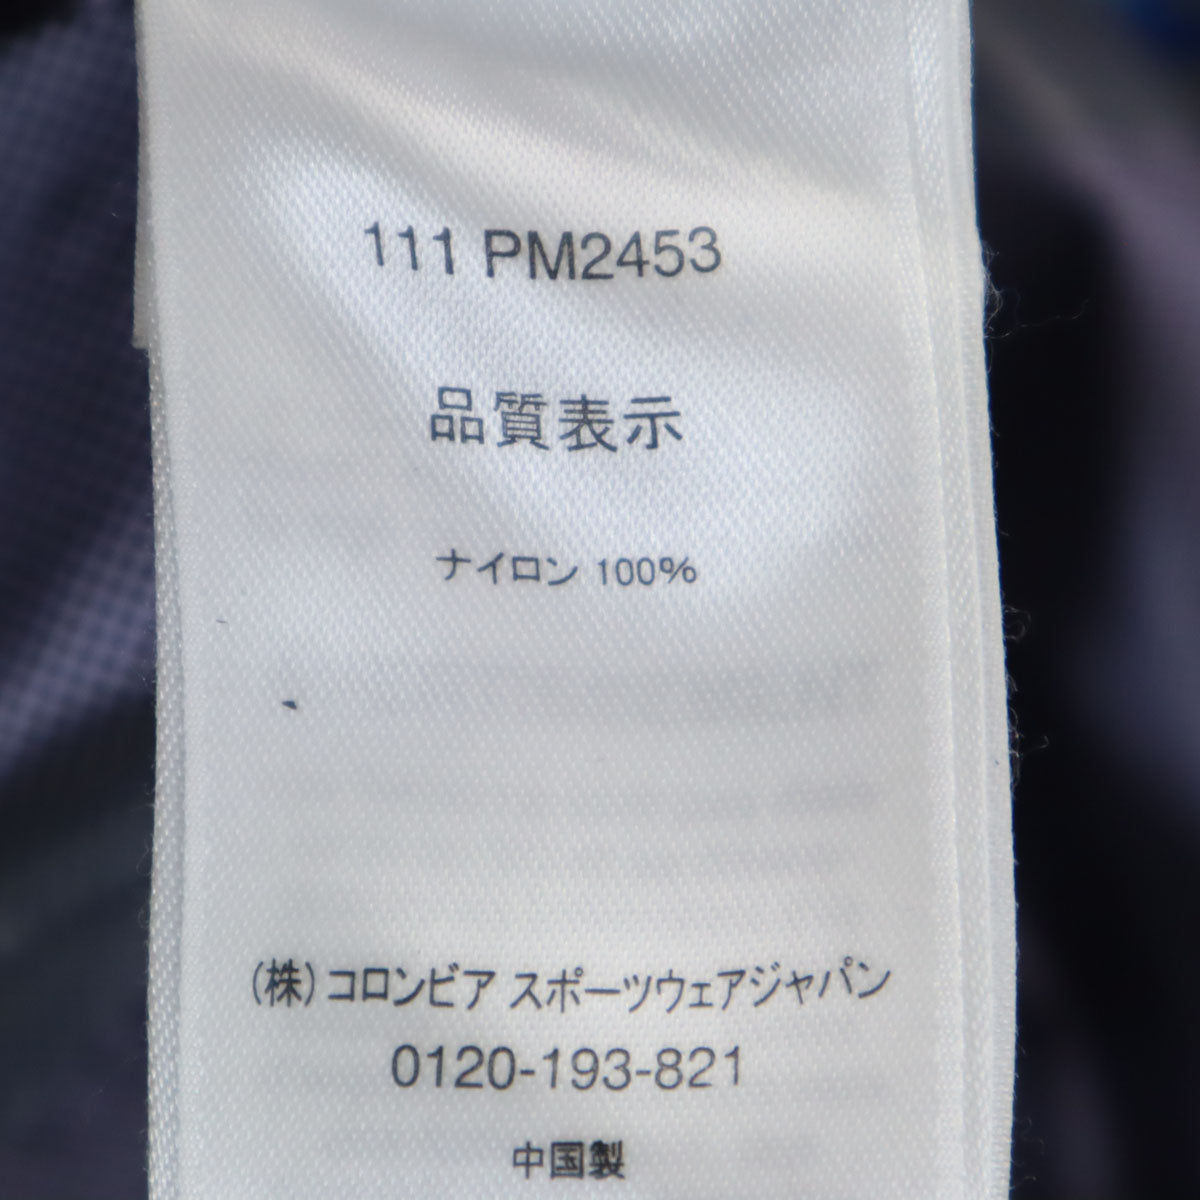 111 PM2453
品質表示
ナイロン 100%
(株) コロンビア スポーツウェアジャパン
0120-193-821
中国製